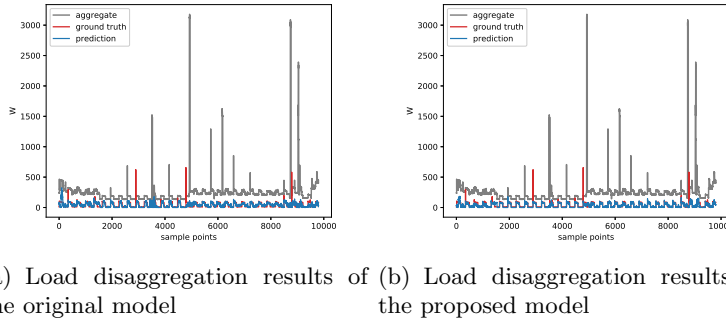 aggregate
ground truth
prediction
3000
2500
2000
1500
1000
500
0
W
0 2000 4000 6000 8000 10000
sample points
aggregate
ground truth
prediction
3000
2500
2000
1500
1000
500
0
W
0 2000 4000 6000 8000 1000
sample points
) Load disaggregation results of
ne original model
(b) Load disaggregation results
the proposed model